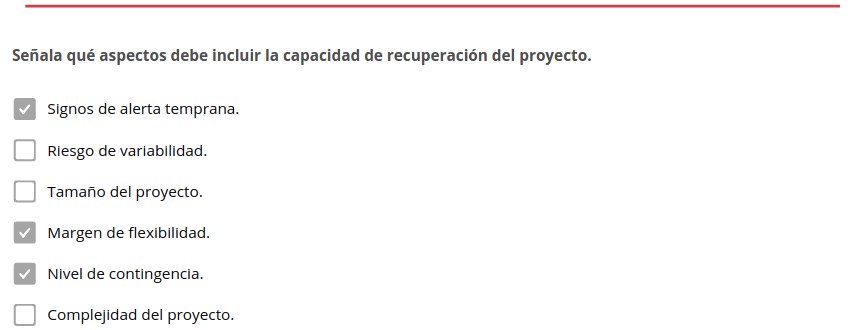 Señala qué aspectos debe incluir la capacidad de recuperación del proyecto.
Signos de alerta temprana.
Riesgo de variabilidad.
Tamaño del proyecto.
Margen de flexibilidad.
Nivel de contingencia.
Complejidad del proyecto.